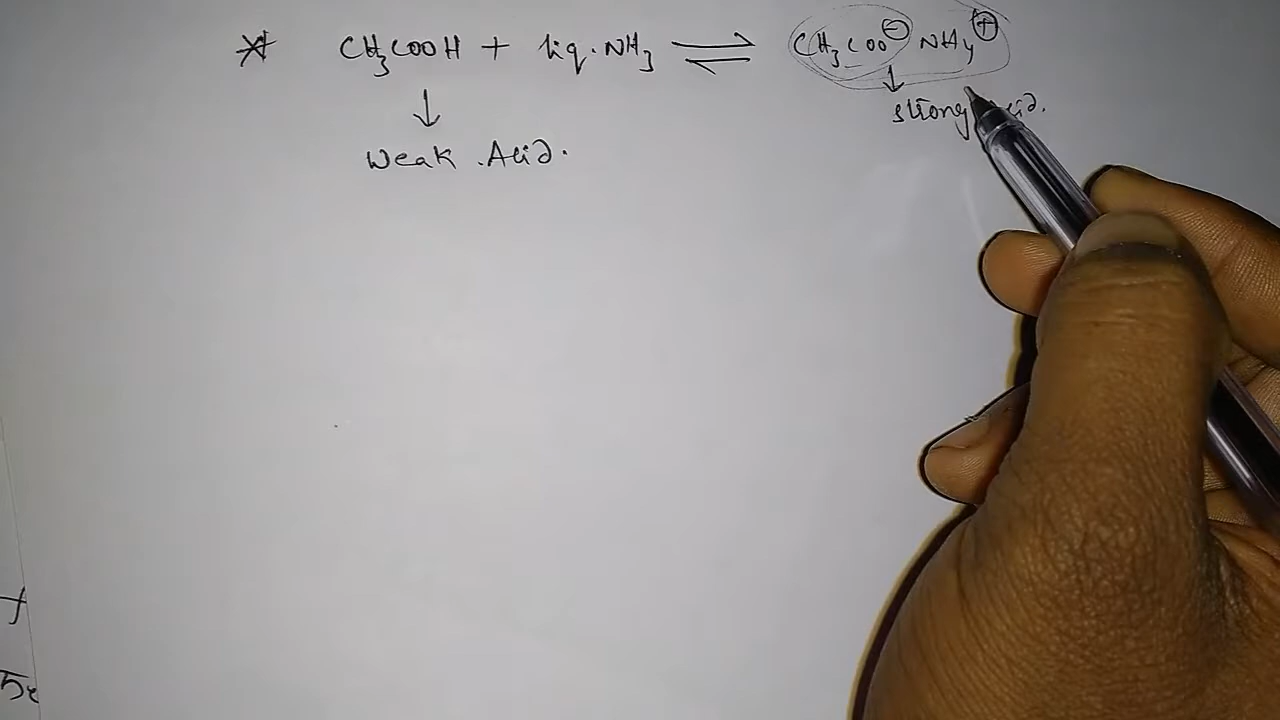 * CH₃COOH + liq. NH₃ ⇌ CH₃COO⊖ NH₄⊕
↓ ↓
Weak Acid. strong